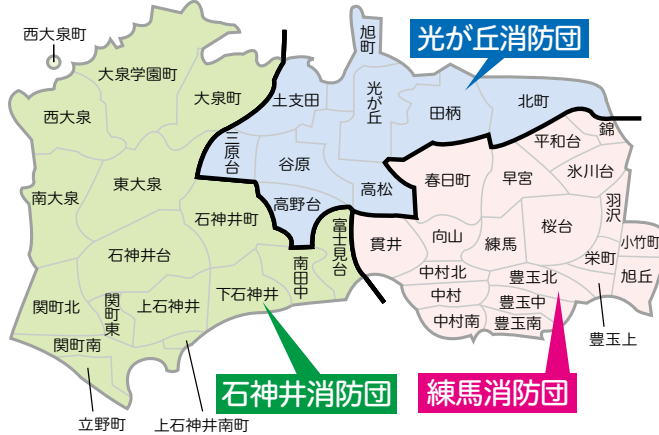 西大泉町
旭町
光が丘消防団
大泉学園町
大泉町
土支田
光が丘
田柄
北町
西大泉
三原台
谷原
平和台
錦
南大泉
東大泉
高野台
高松
春日町
早宮
氷川台
羽沢
石神井町
富士見台
貫井
向山
練馬
桜台
小竹町
石神井台
南田中
中村北
豊玉北
栄町
旭丘
関町北
関町東
上石神井
下石神井
中村
豊玉中
関町南
中村南
豊玉南
豊玉上
石神井消防団
練馬消防団
立野町
上石神井南町